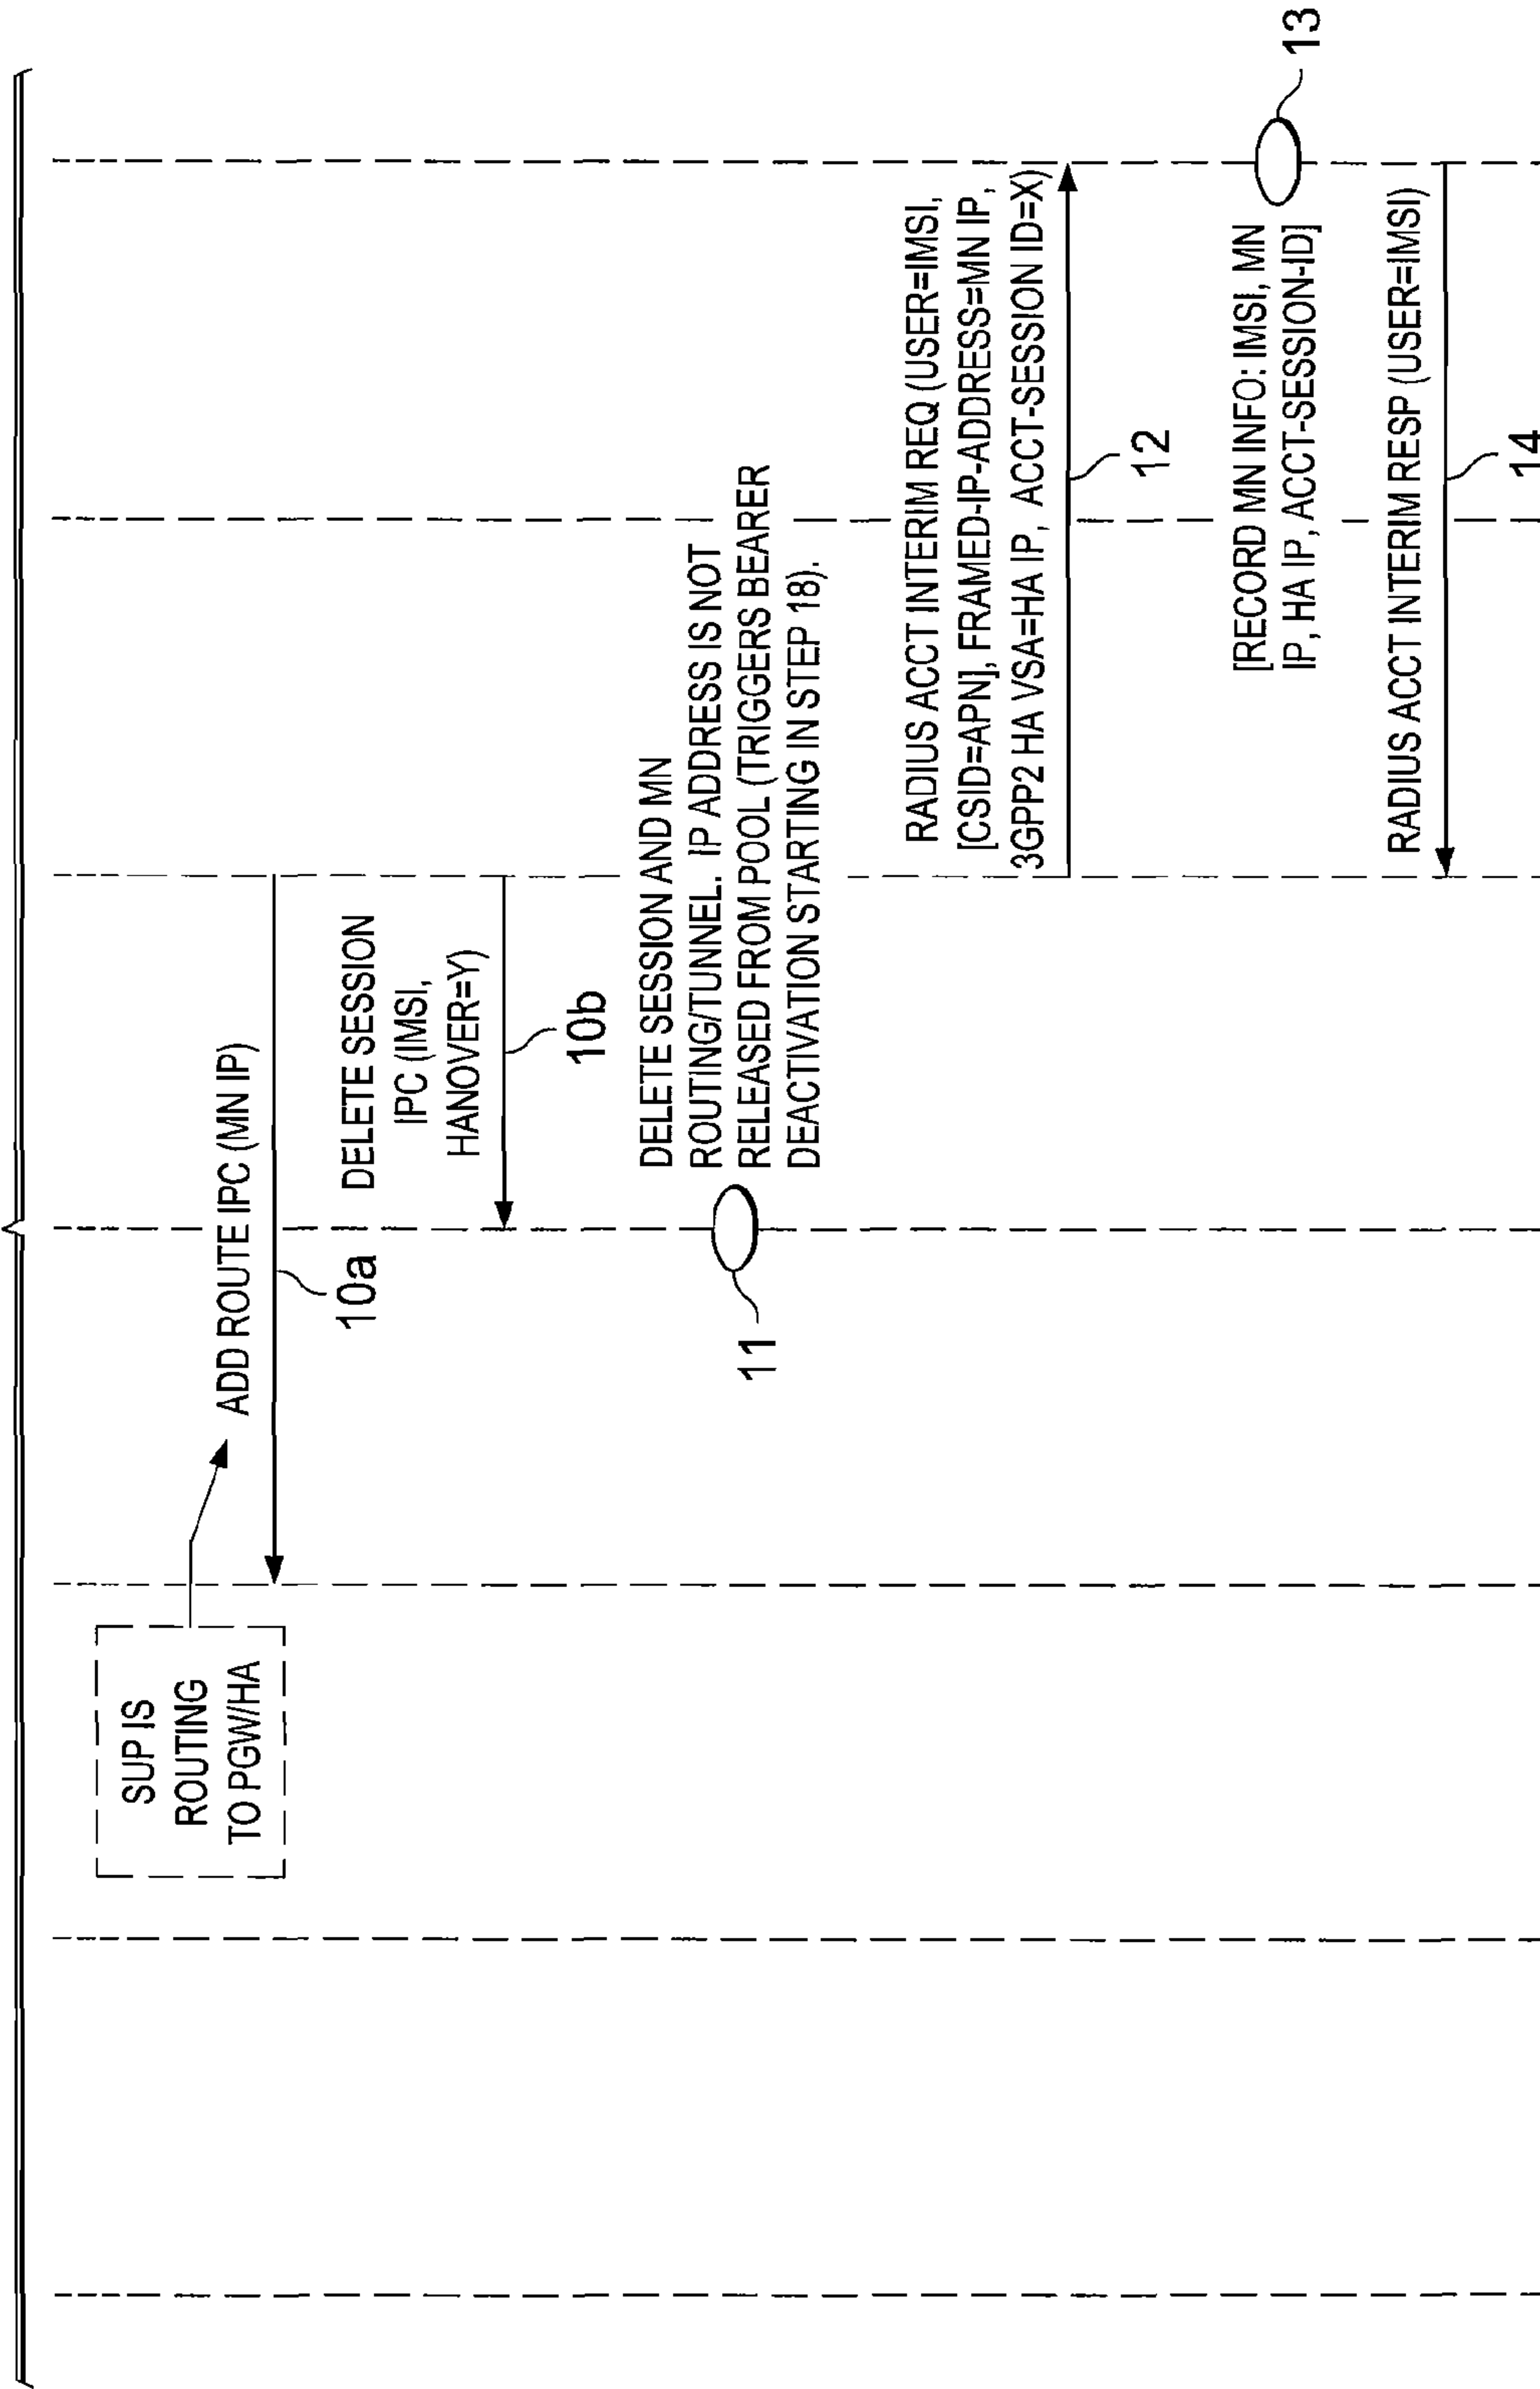 SUP IS
ROUTING
TO PGW/HA
ADD ROUTE IPC (MN IP)
10a
DELETE SESSION
IPC (IMSI,
HANOVER=Y)
10b
DELETE SESSION AND MN
ROUTING/TUNNEL. IP ADDRESS IS NOT
RELEASED FROM POOL (TRIGGERS BEARER
DEACTIVATION STARTING IN STEP 18).
11
RADIUS ACCT INTERIM REQ (USER=IMSI,
[CSID=APN], FRAMED-IP-ADDRESS=MN IP,
3GPP2 HA VSA=HA IP, ACCT-SESSION ID=X)
12
[RECORD MN INFO: IMSI, MN
IP, HA IP, ACCT-SESSION-ID]
13
RADIUS ACCT INTERIM RESP (USER=IMSI)
14